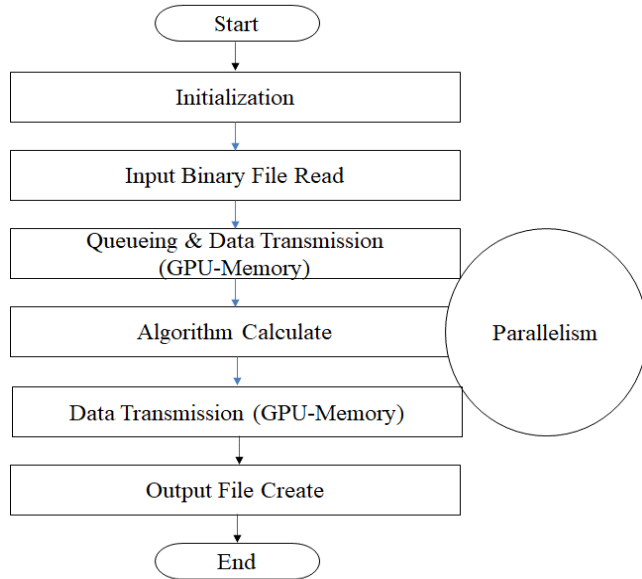 Start
Initialization
Input Binary File Read
Queueing & Data Transmission
(GPU-Memory)
Algorithm Calculate
Parallelism
Data Transmission (GPU-Memory)
Output File Create
End